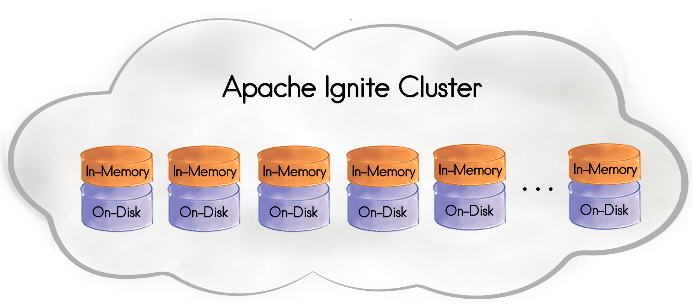 Apache Ignite Cluster
In-Memory In-Memory In-Memory In-Memory In-Memory In-Memory
On-Disk On-Disk On-Disk On-Disk On-Disk ... On-Disk